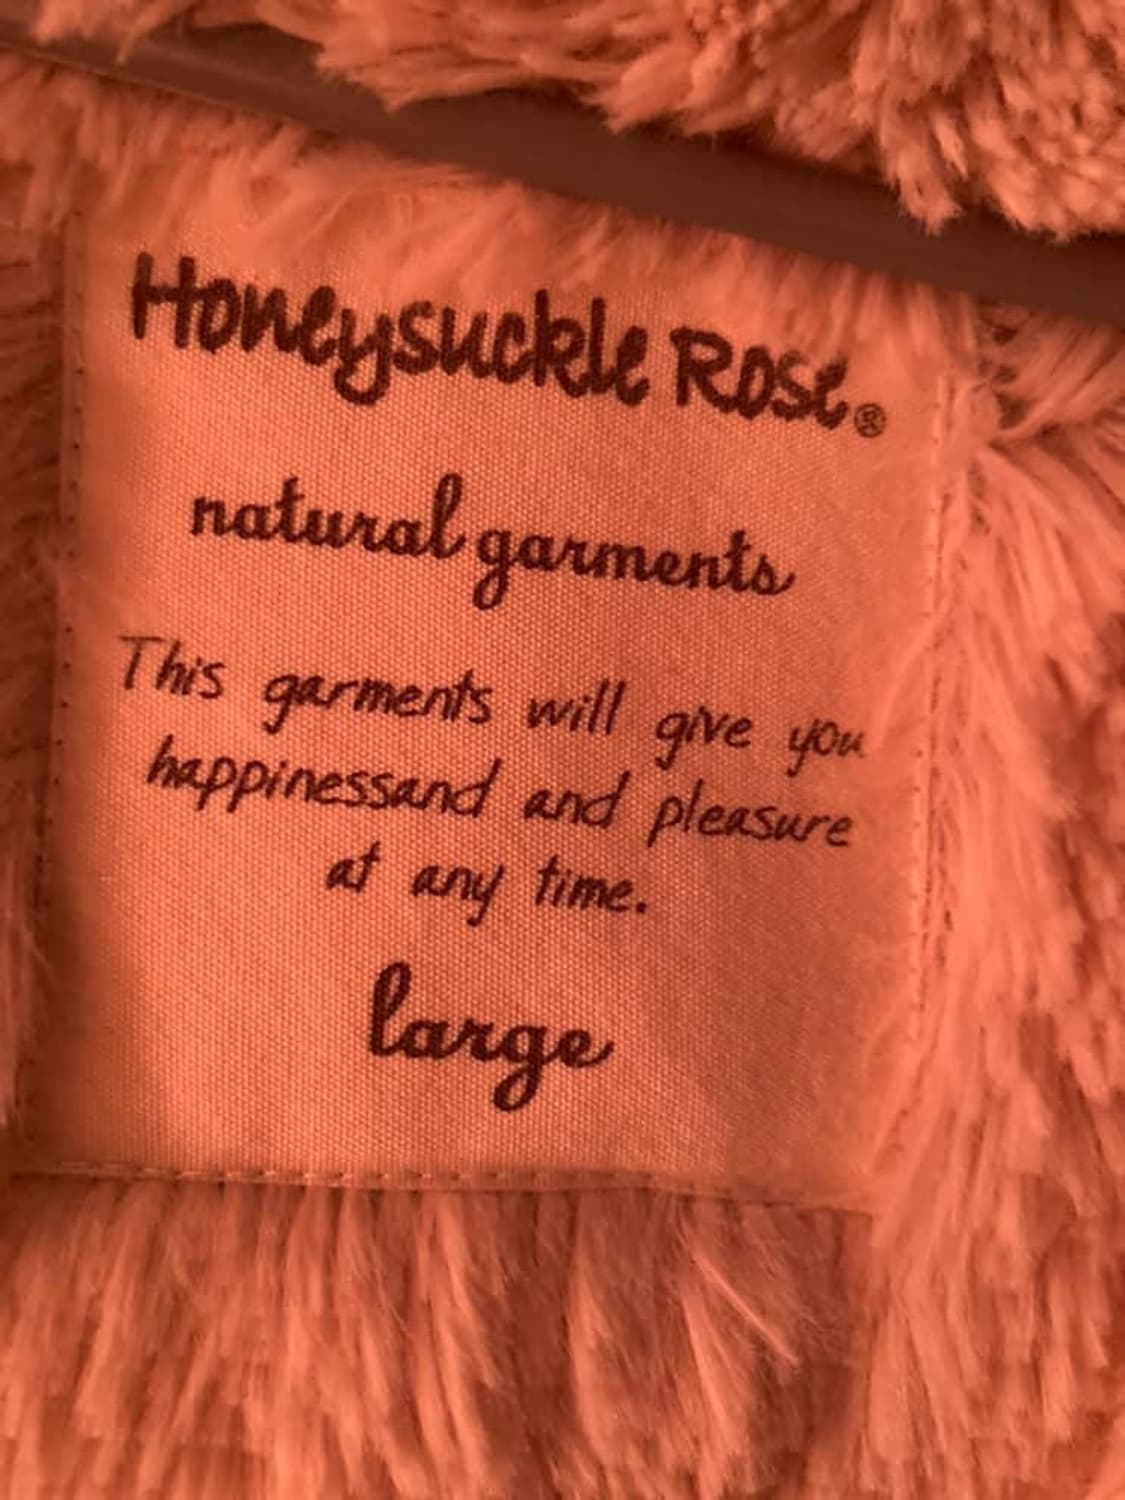 Honeysuckle Rose®
natural garments
This garments will give you
happinessand and pleasure
at any time.
large